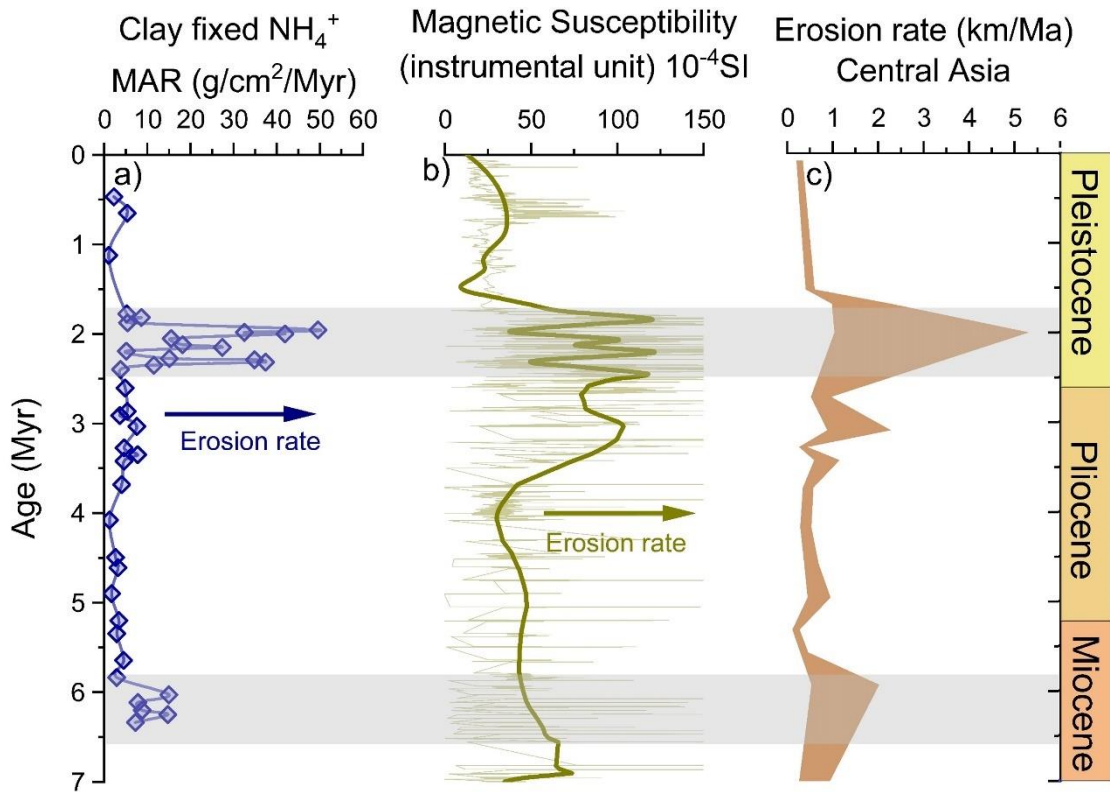 Clay fixed NH₄⁺
MAR (g/cm²/Myr)
0 10 20 30 40 50 60
Magnetic Susceptibility
(instrumental unit) 10⁻⁴SI
0 50 100 150
Erosion rate (km/Ma)
Central Asia
0 1 2 3 4 5 6
a)
b)
c)
Age (Myr)
0
1
2
3
4
5
6
7
Erosion rate
Erosion rate
Pleistocene
Pliocene
Miocene